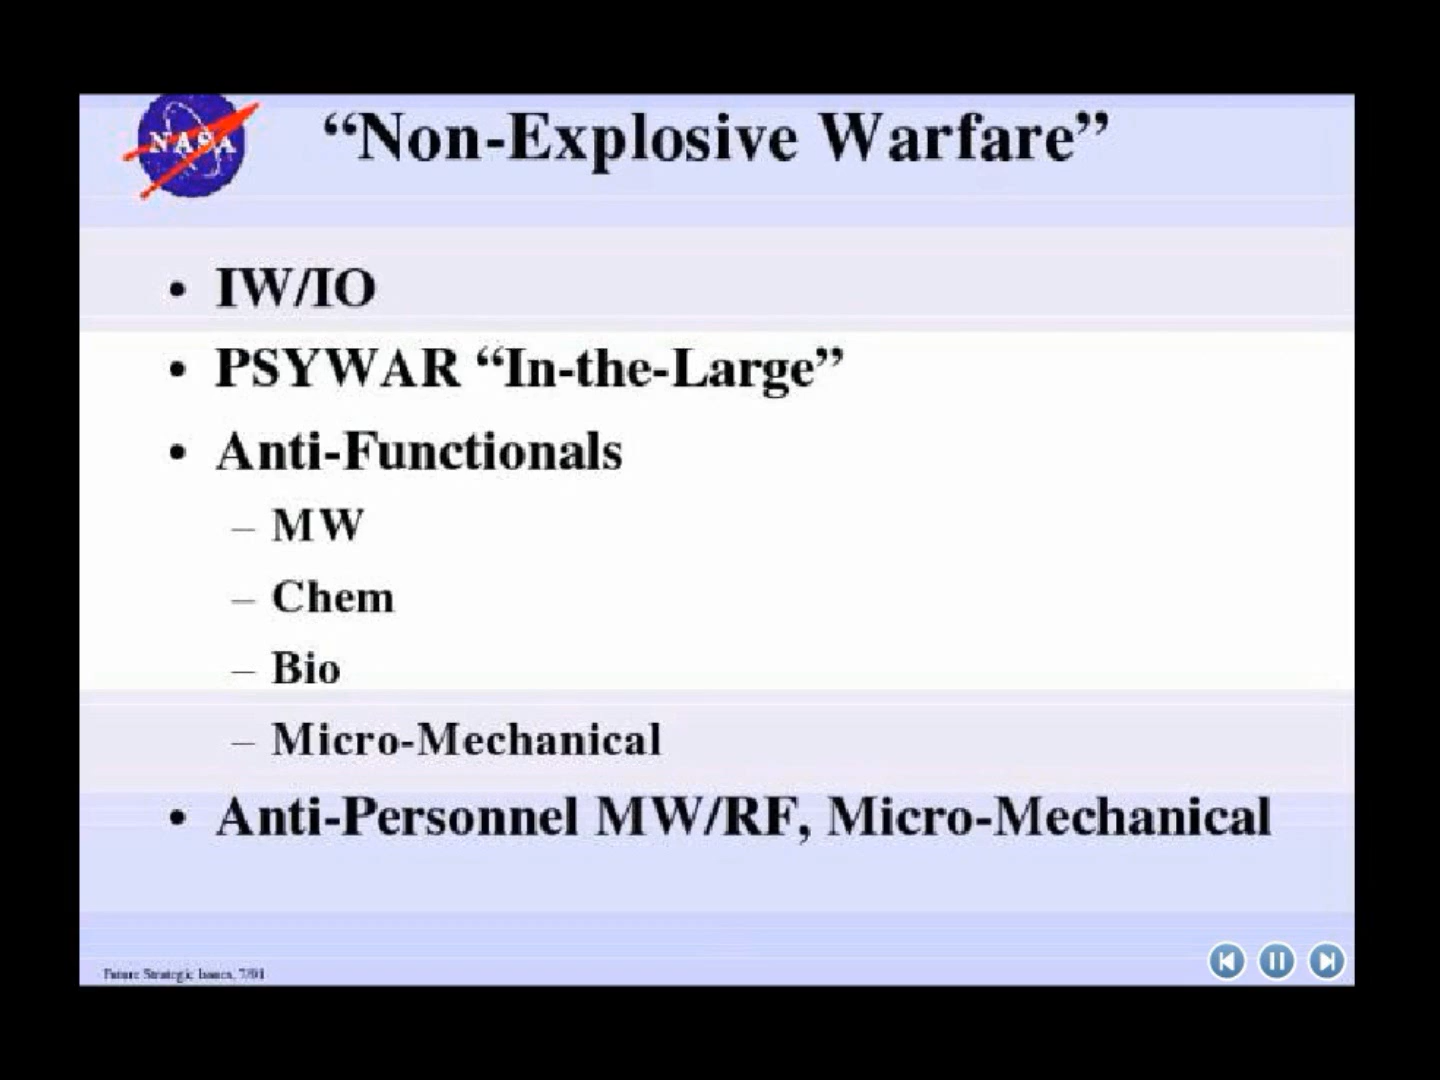 NASA
“Non-Explosive Warfare”
• IW/IO
• PSYWAR “In-the-Large”
• Anti-Functionals
– MW
– Chem
– Bio
– Micro-Mechanical
• Anti-Personnel MW/RF, Micro-Mechanical
Future Strategic Issues, 7/01